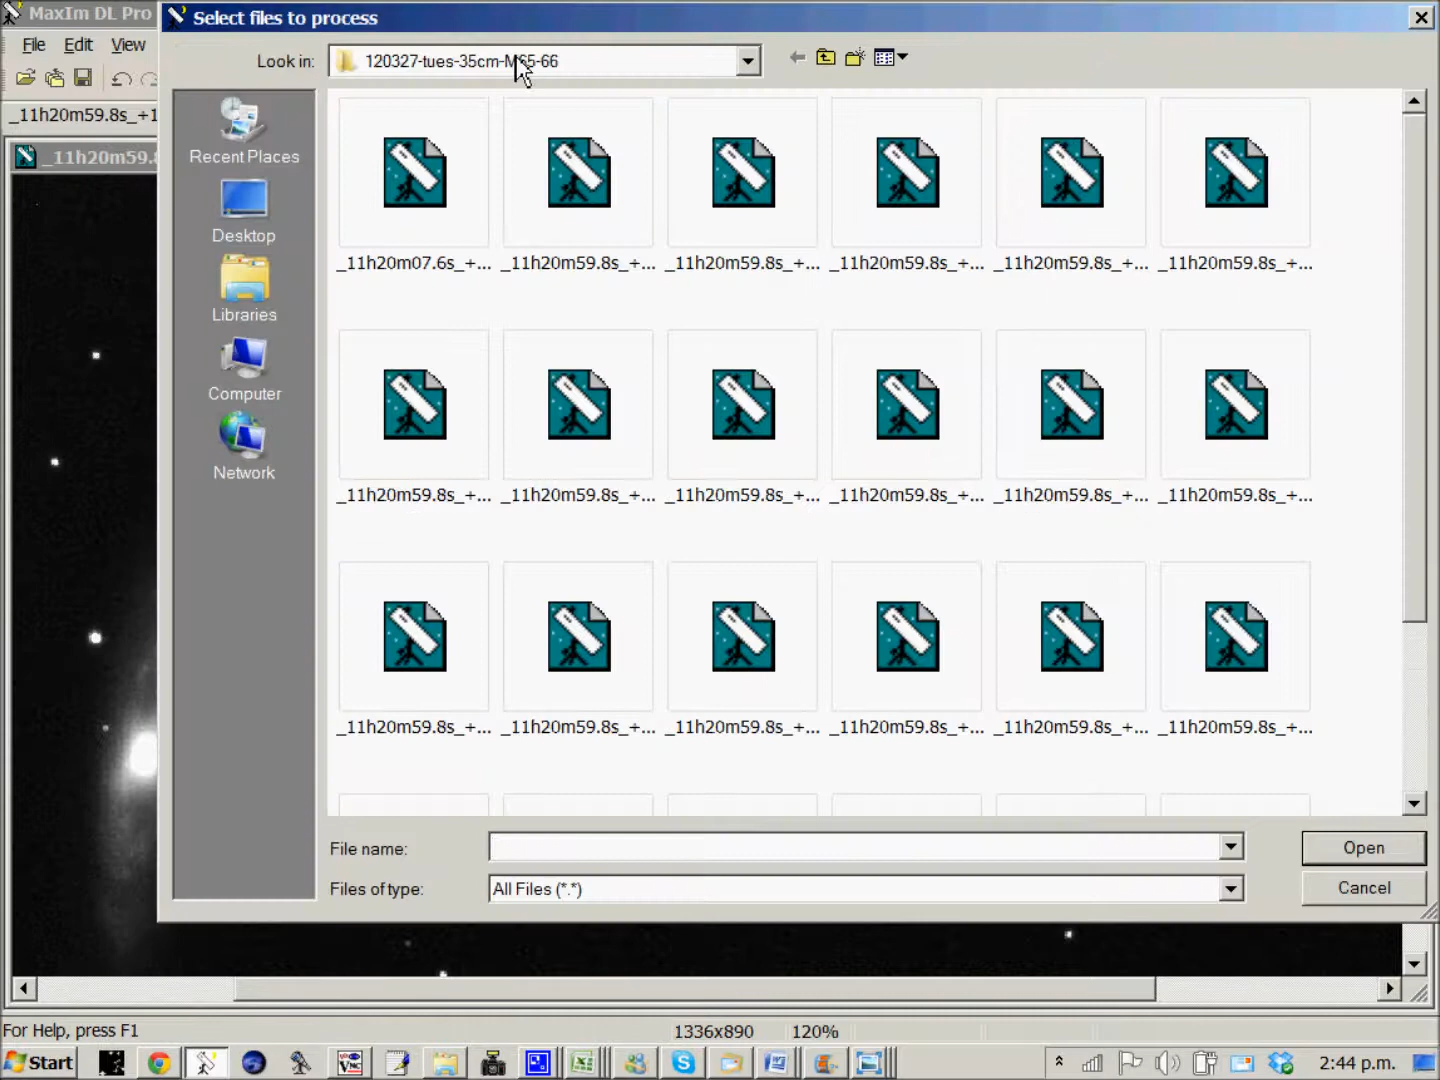 MaxIm DL Pro
Select files to process
File Edit View
Look in:
120327-tues-35cm-M65-66
_11h20m59.8s_+1
_11h20m59.8
Recent Places
Desktop
Libraries
Computer
Network
_11h20m07.6s_+... _11h20m59.8s_+... _11h20m59.8s_+... _11h20m59.8s_+... _11h20m59.8s_+... _11h20m59.8s_+...
_11h20m59.8s_+... _11h20m59.8s_+... _11h20m59.8s_+... _11h20m59.8s_+... _11h20m59.8s_+... _11h20m59.8s_+...
_11h20m59.8s_+... _11h20m59.8s_+... _11h20m59.8s_+... _11h20m59.8s_+... _11h20m59.8s_+... _11h20m59.8s_+...
File name:
Open
Files of type:
All Files (*.*)
Cancel
For Help, press F1
1336x890
120%
Start
2:44 p.m.